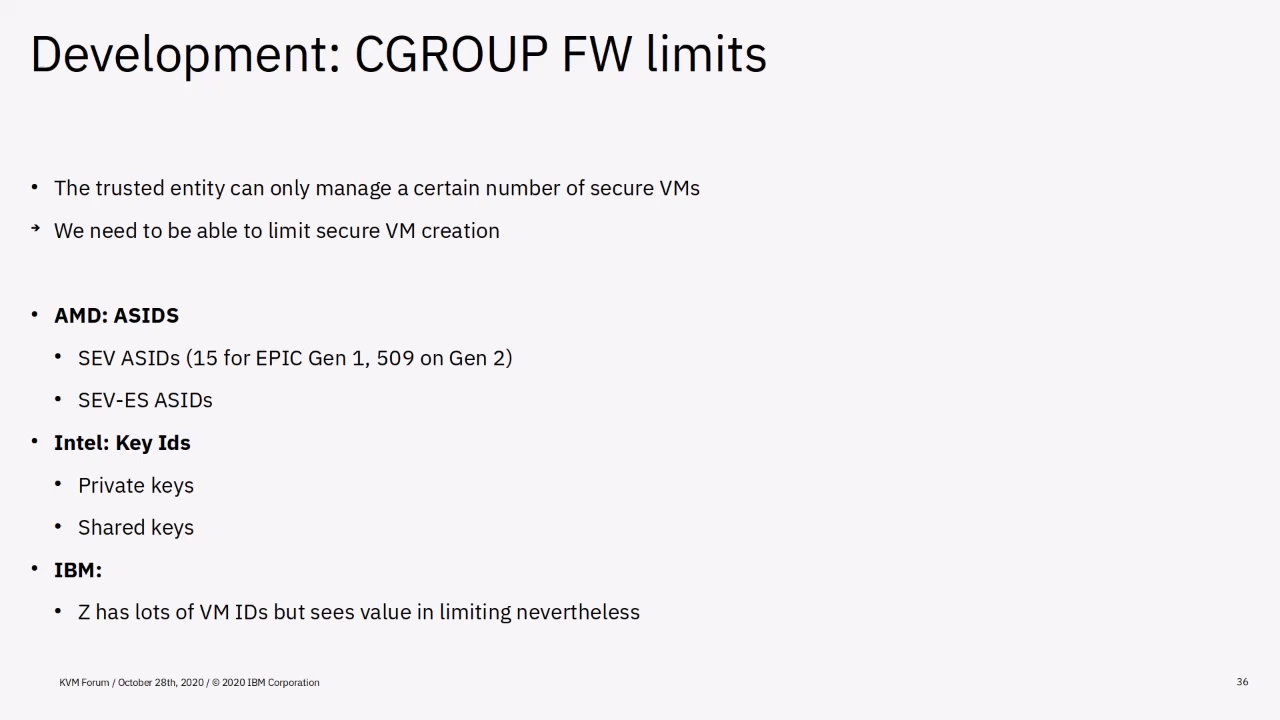 Development: CGROUP FW limits
• The trusted entity can only manage a certain number of secure VMs
➔ We need to be able to limit secure VM creation
• AMD: ASIDS
• SEV ASIDs (15 for EPIC Gen 1, 509 on Gen 2)
• SEV-ES ASIDs
• Intel: Key Ids
• Private keys
• Shared keys
• IBM:
• Z has lots of VM IDs but sees value in limiting nevertheless
KVM Forum / October 28th, 2020 / © 2020 IBM Corporation
36